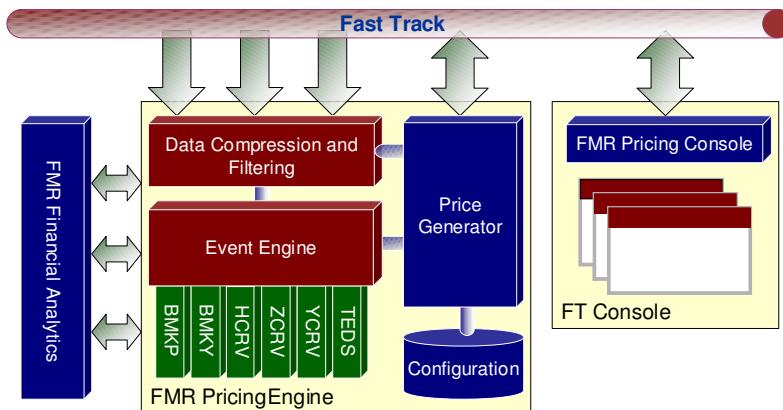 Fast Track
FMR Financial Analytics
Data Compression and
Filtering
Event Engine
Price
Generator
BMKP
BMKY
HCRV
ZCRV
YCRV
TEDS
Configuration
FMR PricingEngine
FMR Pricing Console
FT Console